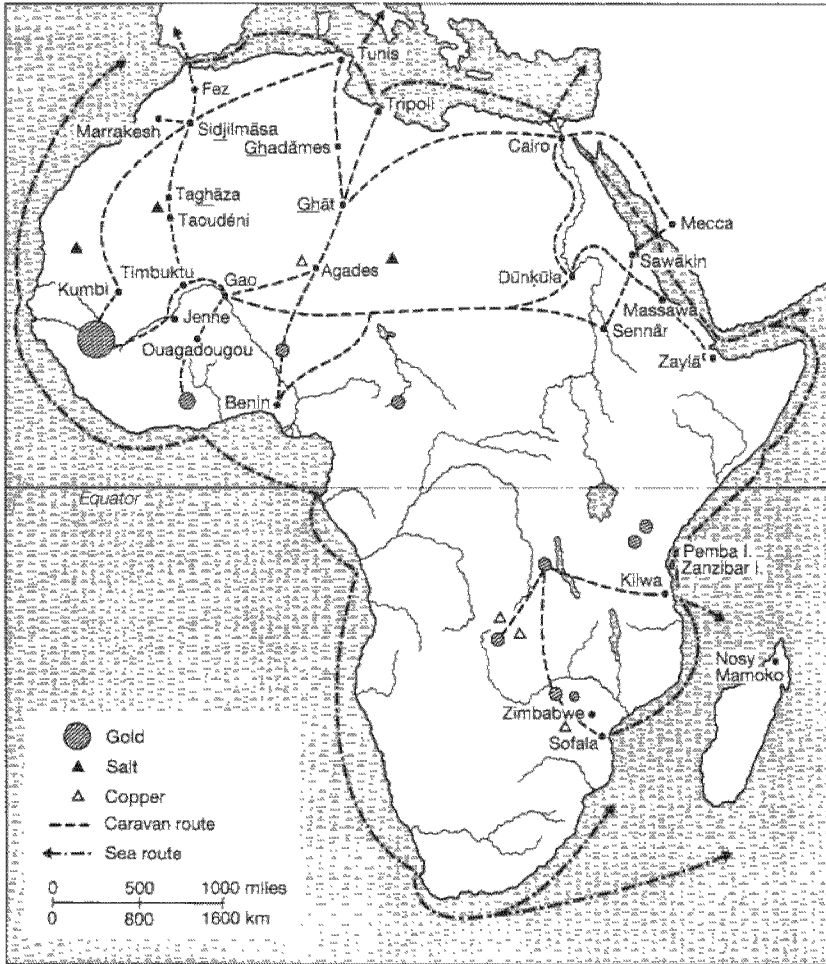 Tunis
Fez
Tripoli
Marrakesh
Sidjilmāsa
Ghadāmes
Cairo
Taghāza
Ghāt
Taoudéni
Mecca
Sawākin
Agades
Dūnkūla
Timbuktu
Gao
Kumbi
Massawa
Jenne
Sennār
Ouagadougou
Zaylā'
Benin
Equator
Pemba I.
Zanzibar I.
Kilwa
Nosy
Mamoko
Zimbabwe
Sofala
Gold
Salt
Copper
Caravan route
Sea route
0 500 1000 miles
0 800 1600 km